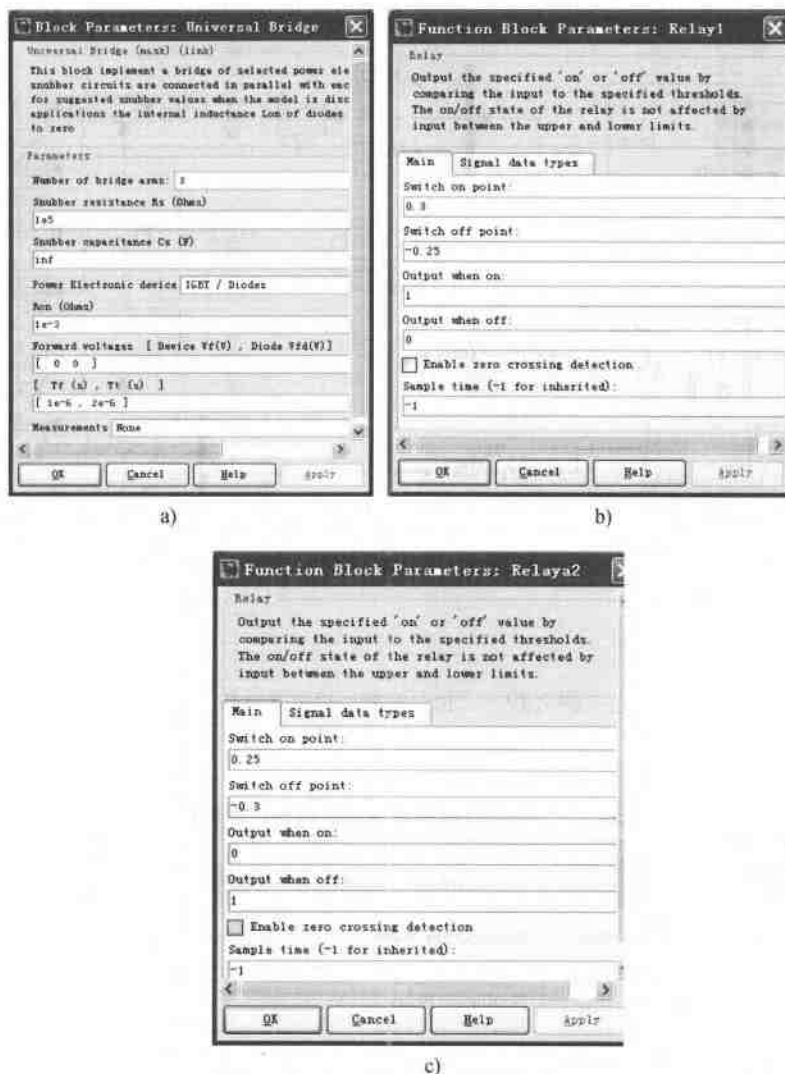 Block Parameters: Universal Bridge
Universal Bridge (mask) (link)
This block implement a bridge of selected power ele
snubber circuits are connected in parallel with eac
for suggested snubber values when the model is disc
applications the internal inductance Lon of diodes
to zero
Parameters
Number of bridge arms: 3
Snubber resistance Rs (Ohms)
1e5
Snubber capacitance Cs (F)
inf
Power Electronic device IGBT / Diodes
Ron (Ohms)
1e-3
Forward voltages [ Device Vf(V) , Diode Vfd(V)]
[ 0 0 ]
[ Tf (s) , Tt (s) ]
[ 1e-6 , 2e-6 ]
Measurements None
OK Cancel Help Apply
a)
Function Block Parameters: Relay1
Relay
Output the specified 'on' or 'off' value by
comparing the input to the specified thresholds.
The on/off state of the relay is not affected by
input between the upper and lower limits.
Main Signal data types
Switch on point:
0.3
Switch off point:
-0.25
Output when on:
1
Output when off:
0
Enable zero crossing detection
Sample time (-1 for inherited):
-1
OK Cancel Help Apply
b)
Function Block Parameters: Relaya2
Relay
Output the specified 'on' or 'off' value by
comparing the input to the specified thresholds.
The on/off state of the relay is not affected by
input between the upper and lower limits.
Main Signal data types
Switch on point:
0.25
Switch off point:
-0.3
Output when on:
0
Output when off:
1
Enable zero crossing detection
Sample time (-1 for inherited):
-1
OK Cancel Help Apply
c)